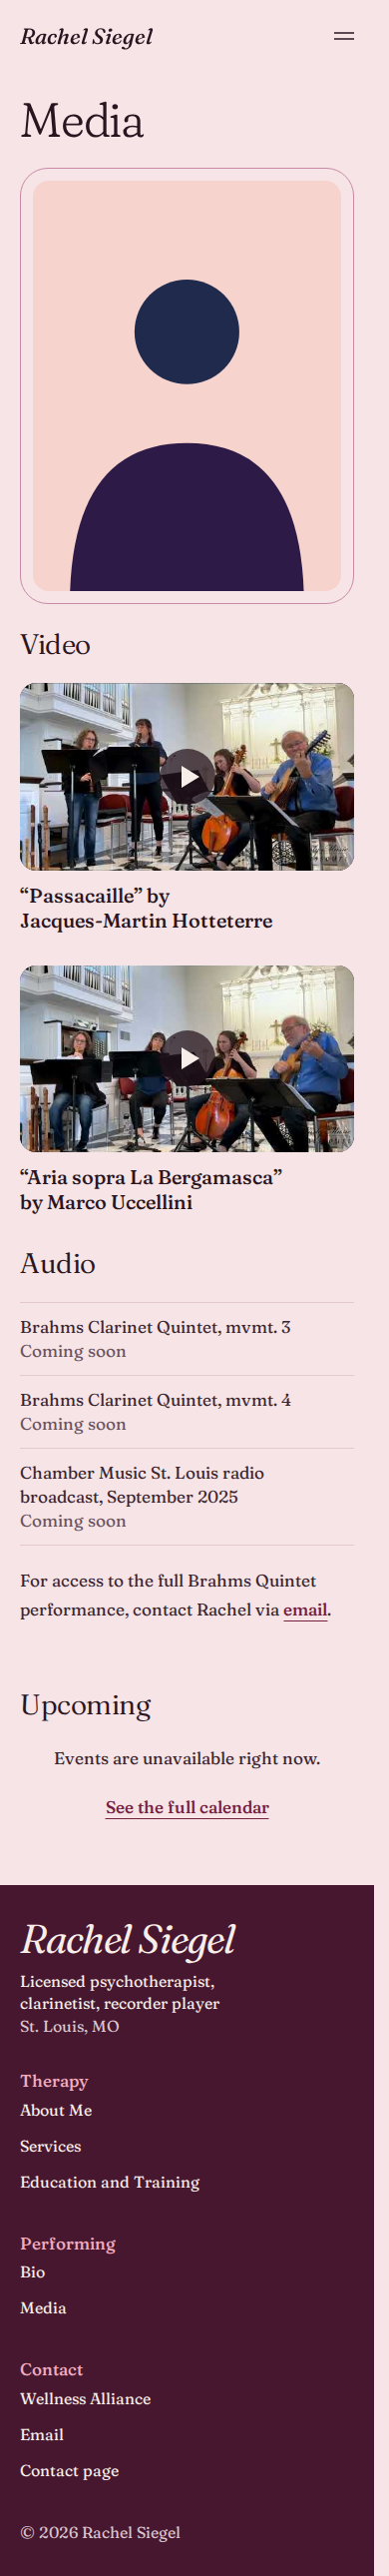 Rachel Siegel
Media
Video
“Passacaille” by
Jacques-Martin Hotteterre
“Aria sopra La Bergamasca”
by Marco Uccellini
Audio
Brahms Clarinet Quintet, mvmt. 3
Coming soon
Brahms Clarinet Quintet, mvmt. 4
Coming soon
Chamber Music St. Louis radio
broadcast, September 2025
Coming soon
For access to the full Brahms Quintet
performance, contact Rachel via email.
Upcoming
Events are unavailable right now.
See the full calendar
Rachel Siegel
Licensed psychotherapist,
clarinetist, recorder player
St. Louis, MO
Therapy
About Me
Services
Education and Training
Performing
Bio
Media
Contact
Wellness Alliance
Email
Contact page
© 2026 Rachel Siegel